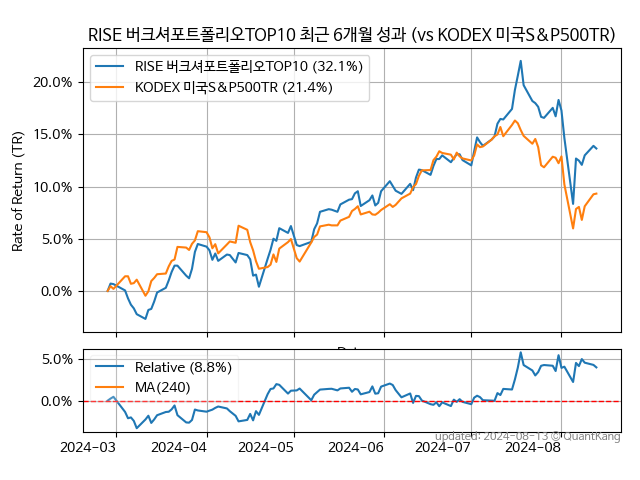 RISE 버크셔포트폴리오TOP10 최근 6개월 성과 (vs KODEX 미국S&P500TR)
RISE 버크셔포트폴리오TOP10 (32.1%)
KODEX 미국S&P500TR (21.4%)
Rate of Return (TR)
20.0%
15.0%
10.0%
5.0%
0.0%
5.0%
0.0%
Relative (8.8%)
MA(240)
updated: 2024-08-13 © QuantKang
2024-03
2024-04
2024-05
2024-06
2024-07
2024-08